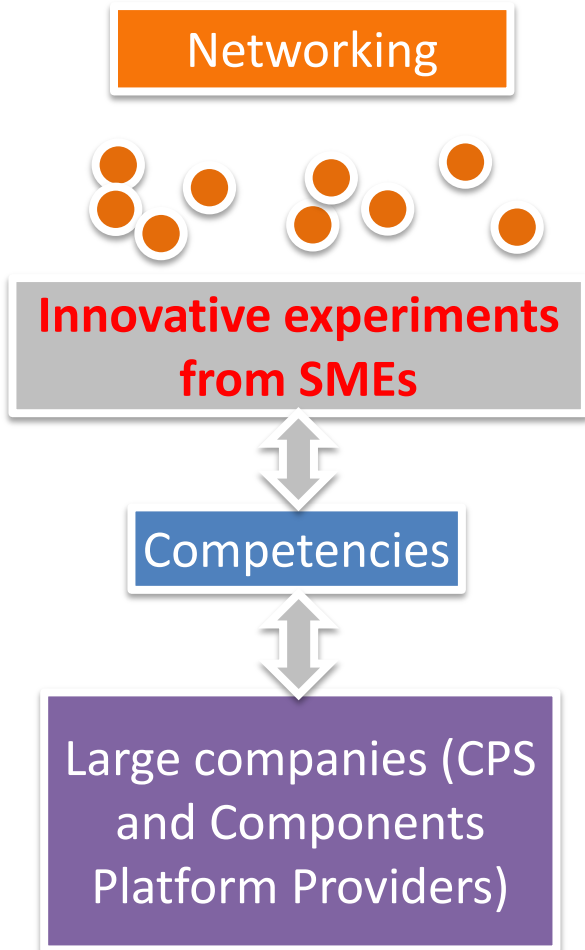 Networking
Innovative experiments
from SMEs
Competencies
Large companies (CPS
and Components
Platform Providers)